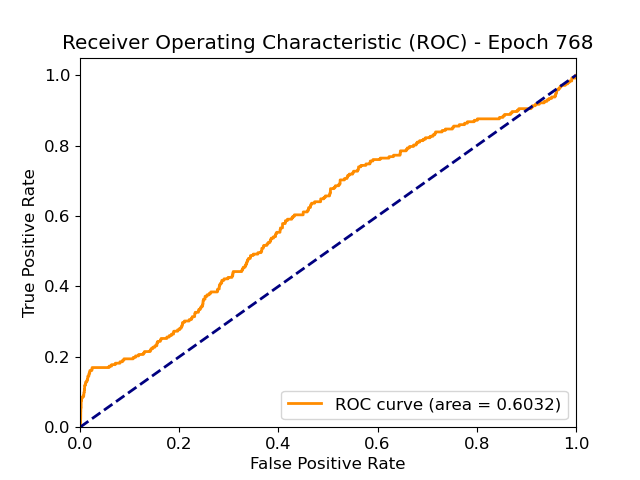 Receiver Operating Characteristic (ROC) - Epoch 768
True Positive Rate
1.0
0.8
0.6
0.4
0.2
0.0
ROC curve (area = 0.6032)
0.0 0.2 0.4 0.6 0.8 1.0
False Positive Rate